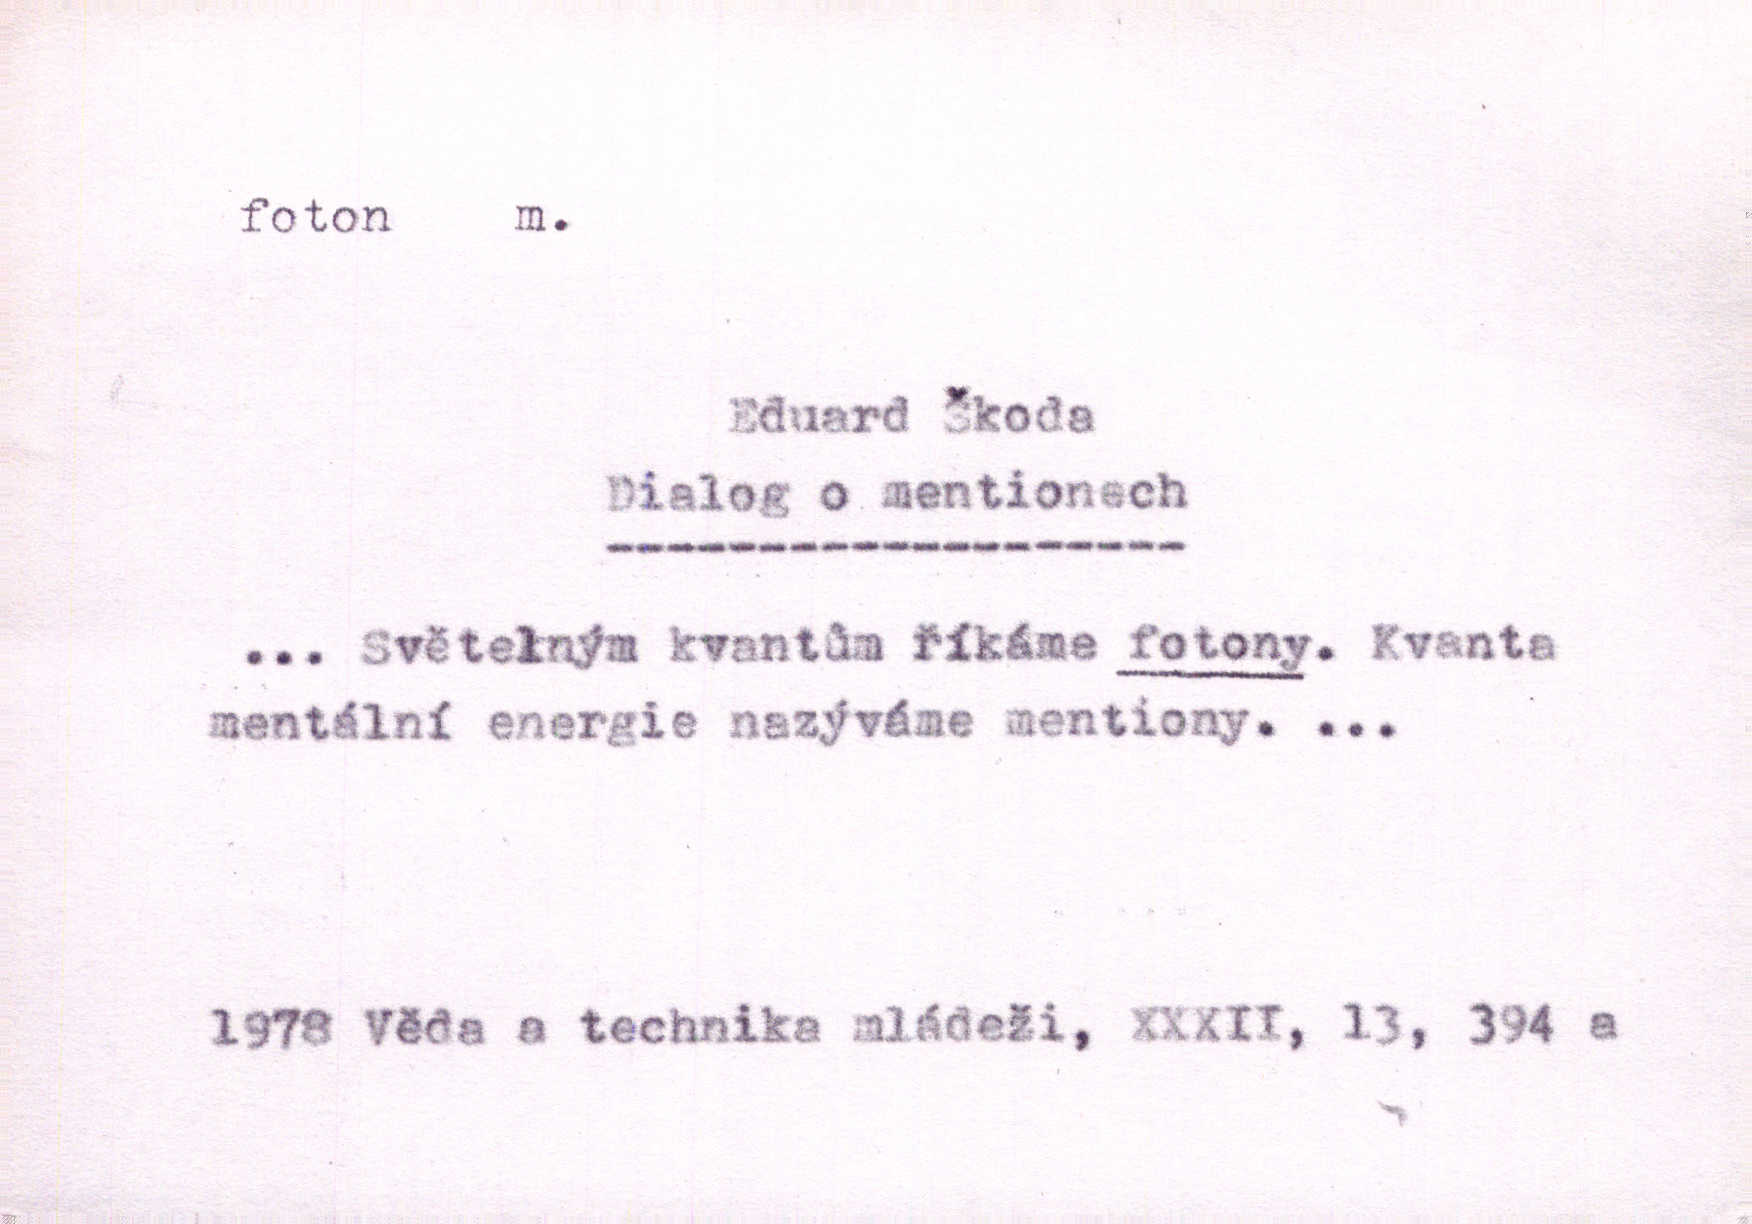 foton m.
Eduard Škoda
Dialog o mentionech
--------------------
... Světelným kvantům říkáme fotony. Kvanta
mentální energie nazýváme mentiony. ...
1978 Věda a technika mládeži, XXXII, 13, 394 a